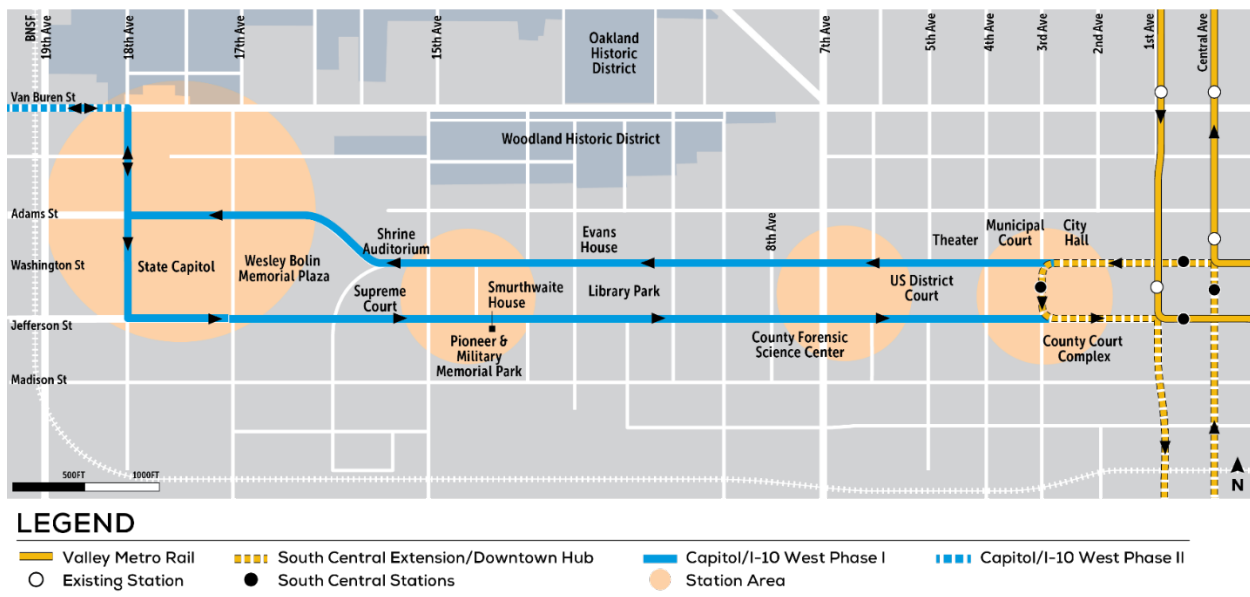 BNSF
19th Ave
18th Ave
17th Ave
15th Ave
7th Ave
5th Ave
4th Ave
3rd Ave
2nd Ave
1st Ave
Central Ave
Oakland
Historic
District
Van Buren St
Woodland Historic District
Adams St
Shrine
Auditorium
Evans
House
8th Ave
Theater
Municipal
Court
City
Hall
Washington St
State Capitol
Wesley Bolin
Memorial Plaza
Supreme
Court
Smurthwaite
House
Library Park
US District
Court
Jefferson St
Pioneer &
Military
Memorial Park
County Forensic
Science Center
County Court
Complex
Madison St
500FT
1000FT
N
LEGEND
Valley Metro Rail
South Central Extension/Downtown Hub
Capitol/I-10 West Phase I
Capitol/I-10 West Phase II
Existing Station
South Central Stations
Station Area